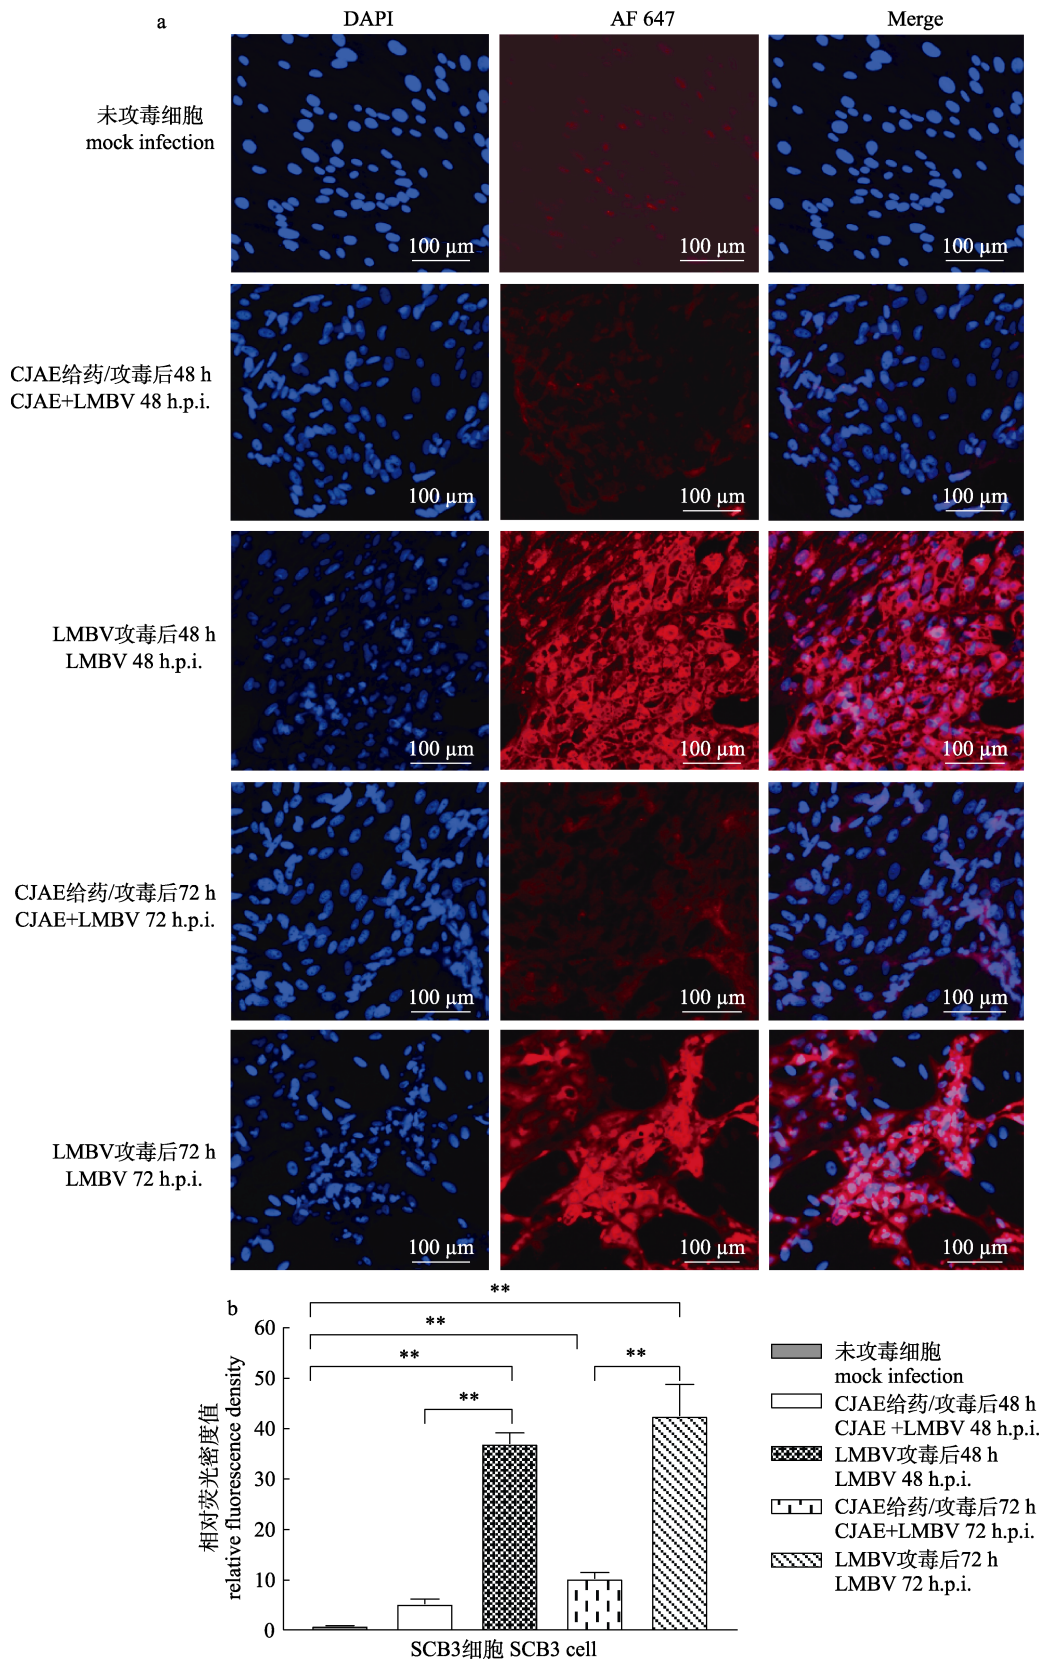 a
DAPI
AF 647
Merge
未攻毒细胞
mock infection
100 μm
100 μm
100 μm
CJAE给药/攻毒后48 h
CJAE+LMBV 48 h.p.i.
100 μm
100 μm
100 μm
LMBV攻毒后48 h
LMBV 48 h.p.i.
100 μm
100 μm
100 μm
CJAE给药/攻毒后72 h
CJAE+LMBV 72 h.p.i.
100 μm
100 μm
100 μm
LMBV攻毒后72 h
LMBV 72 h.p.i.
100 μm
100 μm
100 μm
b
**
**
**
**
**
60
50
40
30
20
10
0
相对荧光密度值
relative fluorescence density
SCB3细胞 SCB3 cell
未攻毒细胞
mock infection
CJAE给药/攻毒后48 h
CJAE +LMBV 48 h.p.i.
LMBV攻毒后48 h
LMBV 48 h.p.i.
CJAE给药/攻毒后72 h
CJAE+LMBV 72 h.p.i.
LMBV攻毒后72 h
LMBV 72 h.p.i.